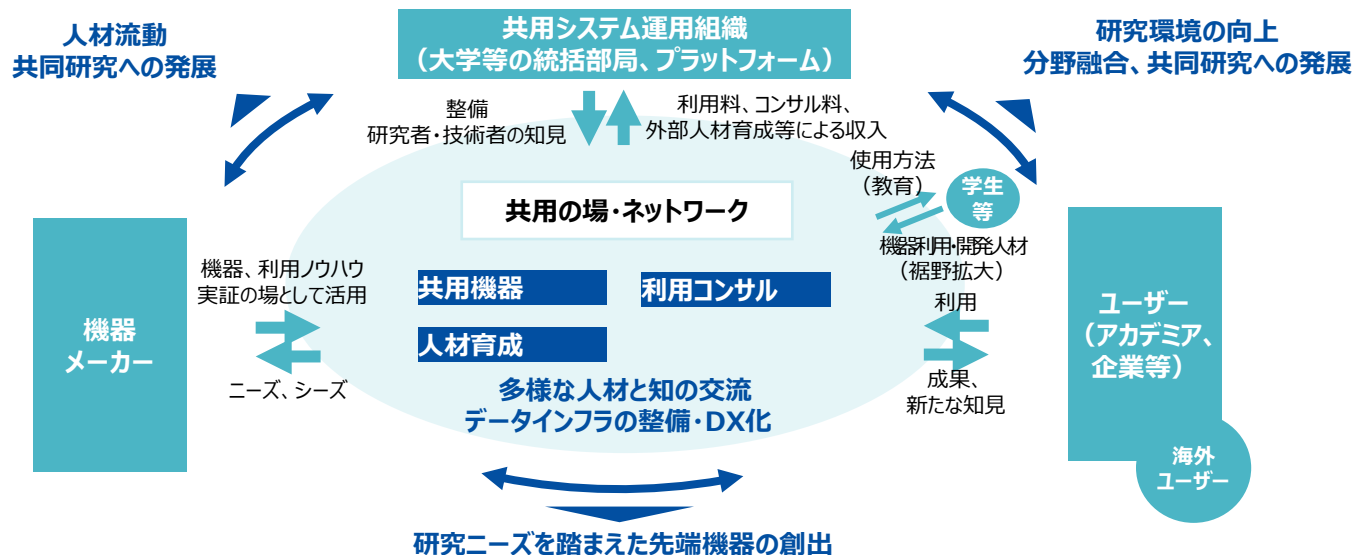 人材流動
共同研究への発展
共用システム運用組織
（大学等の統括部局、プラットフォーム）
研究環境の向上
分野融合、共同研究への発展
整備
研究者・技術者の知見
利用料、コンサル料、
外部人材育成等による収入
使用方法
（教育）
学生
等
共用の場・ネットワーク
機器利用・開発人材
（裾野拡大）
機器、利用ノウハウ
実証の場として活用
共用機器
利用コンサル
利用
機器
メーカー
人材育成
ユーザー
（アカデミア、
企業等）
ニーズ、シーズ
多様な人材と知の交流
データインフラの整備・DX化
成果、
新たな知見
海外
ユーザー
研究ニーズを踏まえた先端機器の創出